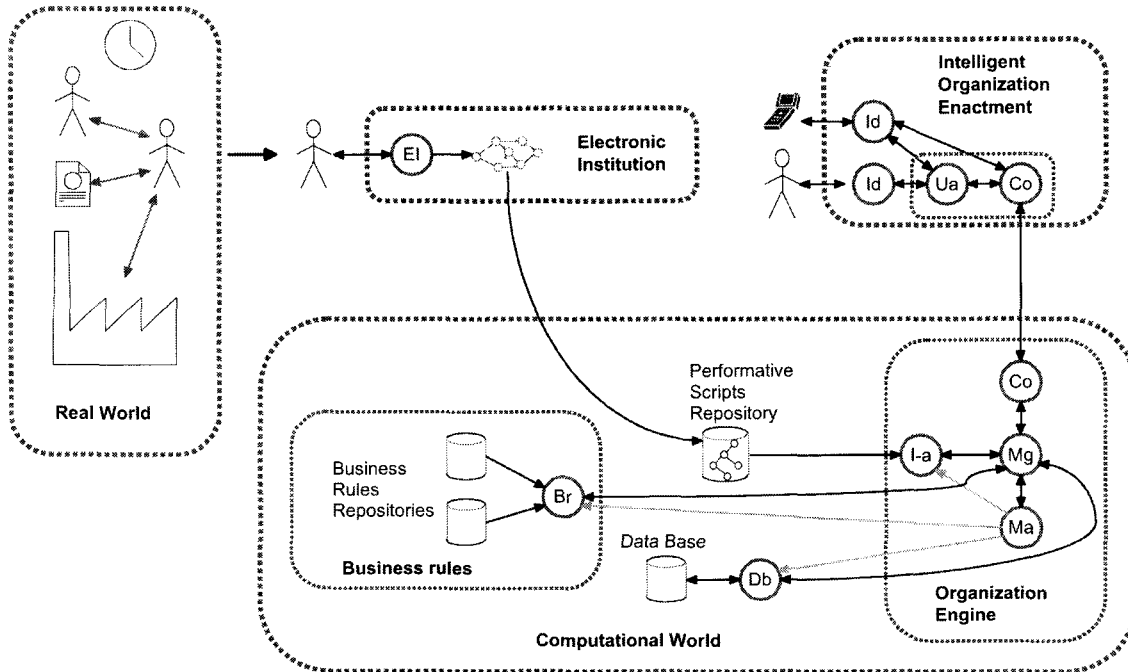 Real World
EI
Electronic
Institution
Intelligent
Organization
Enactment
Id
Id
Ua
Co
Performative
Scripts
Repository
Co
I-a
Mg
Ma
Business
Rules
Repositories
Br
Business rules
Data Base
Db
Organization
Engine
Computational World